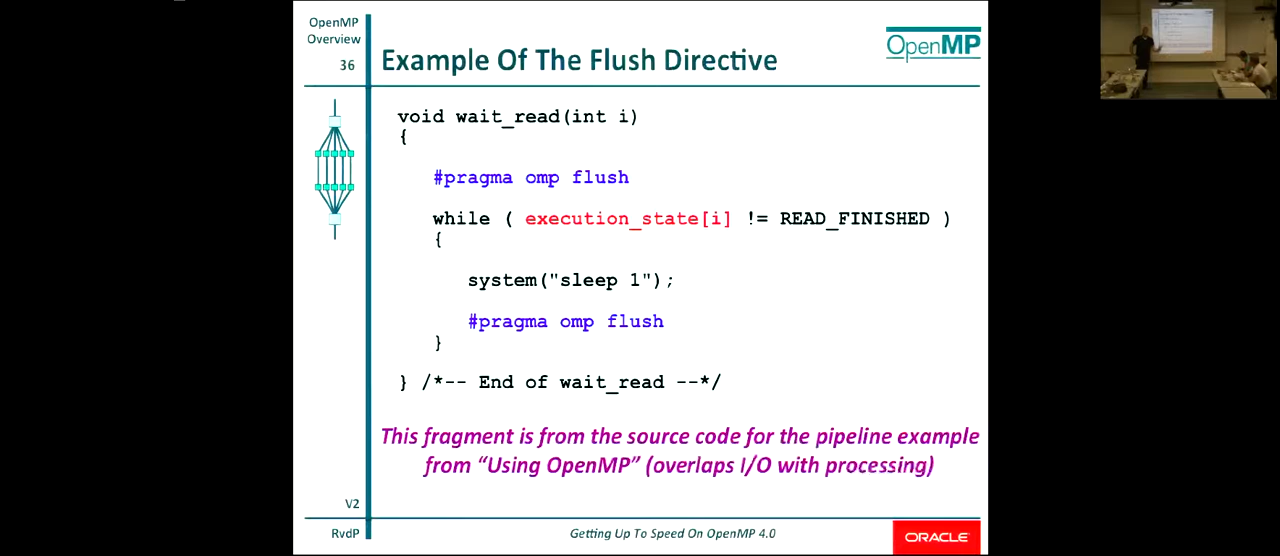 OpenMP
Overview
36
Example Of The Flush Directive
OpenMP
void wait_read(int i)
{
#pragma omp flush
while ( execution_state[i] != READ_FINISHED )
{
system("sleep 1");
#pragma omp flush
}
} /*-- End of wait_read --*/
This fragment is from the source code for the pipeline example
from “Using OpenMP” (overlaps I/O with processing)
V2
RvdP
Getting Up To Speed On OpenMP 4.0
ORACLE